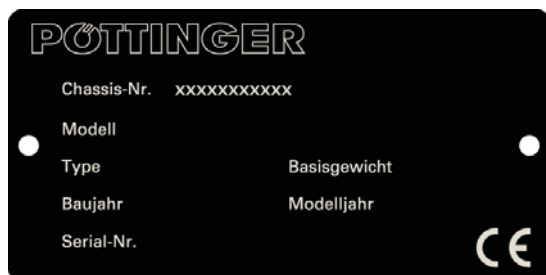 PÖTTINGER
Chassis-Nr. xxxxxxxxxxx
Modell
Type Basisgewicht
Baujahr Modelljahr
Serial-Nr.
CE